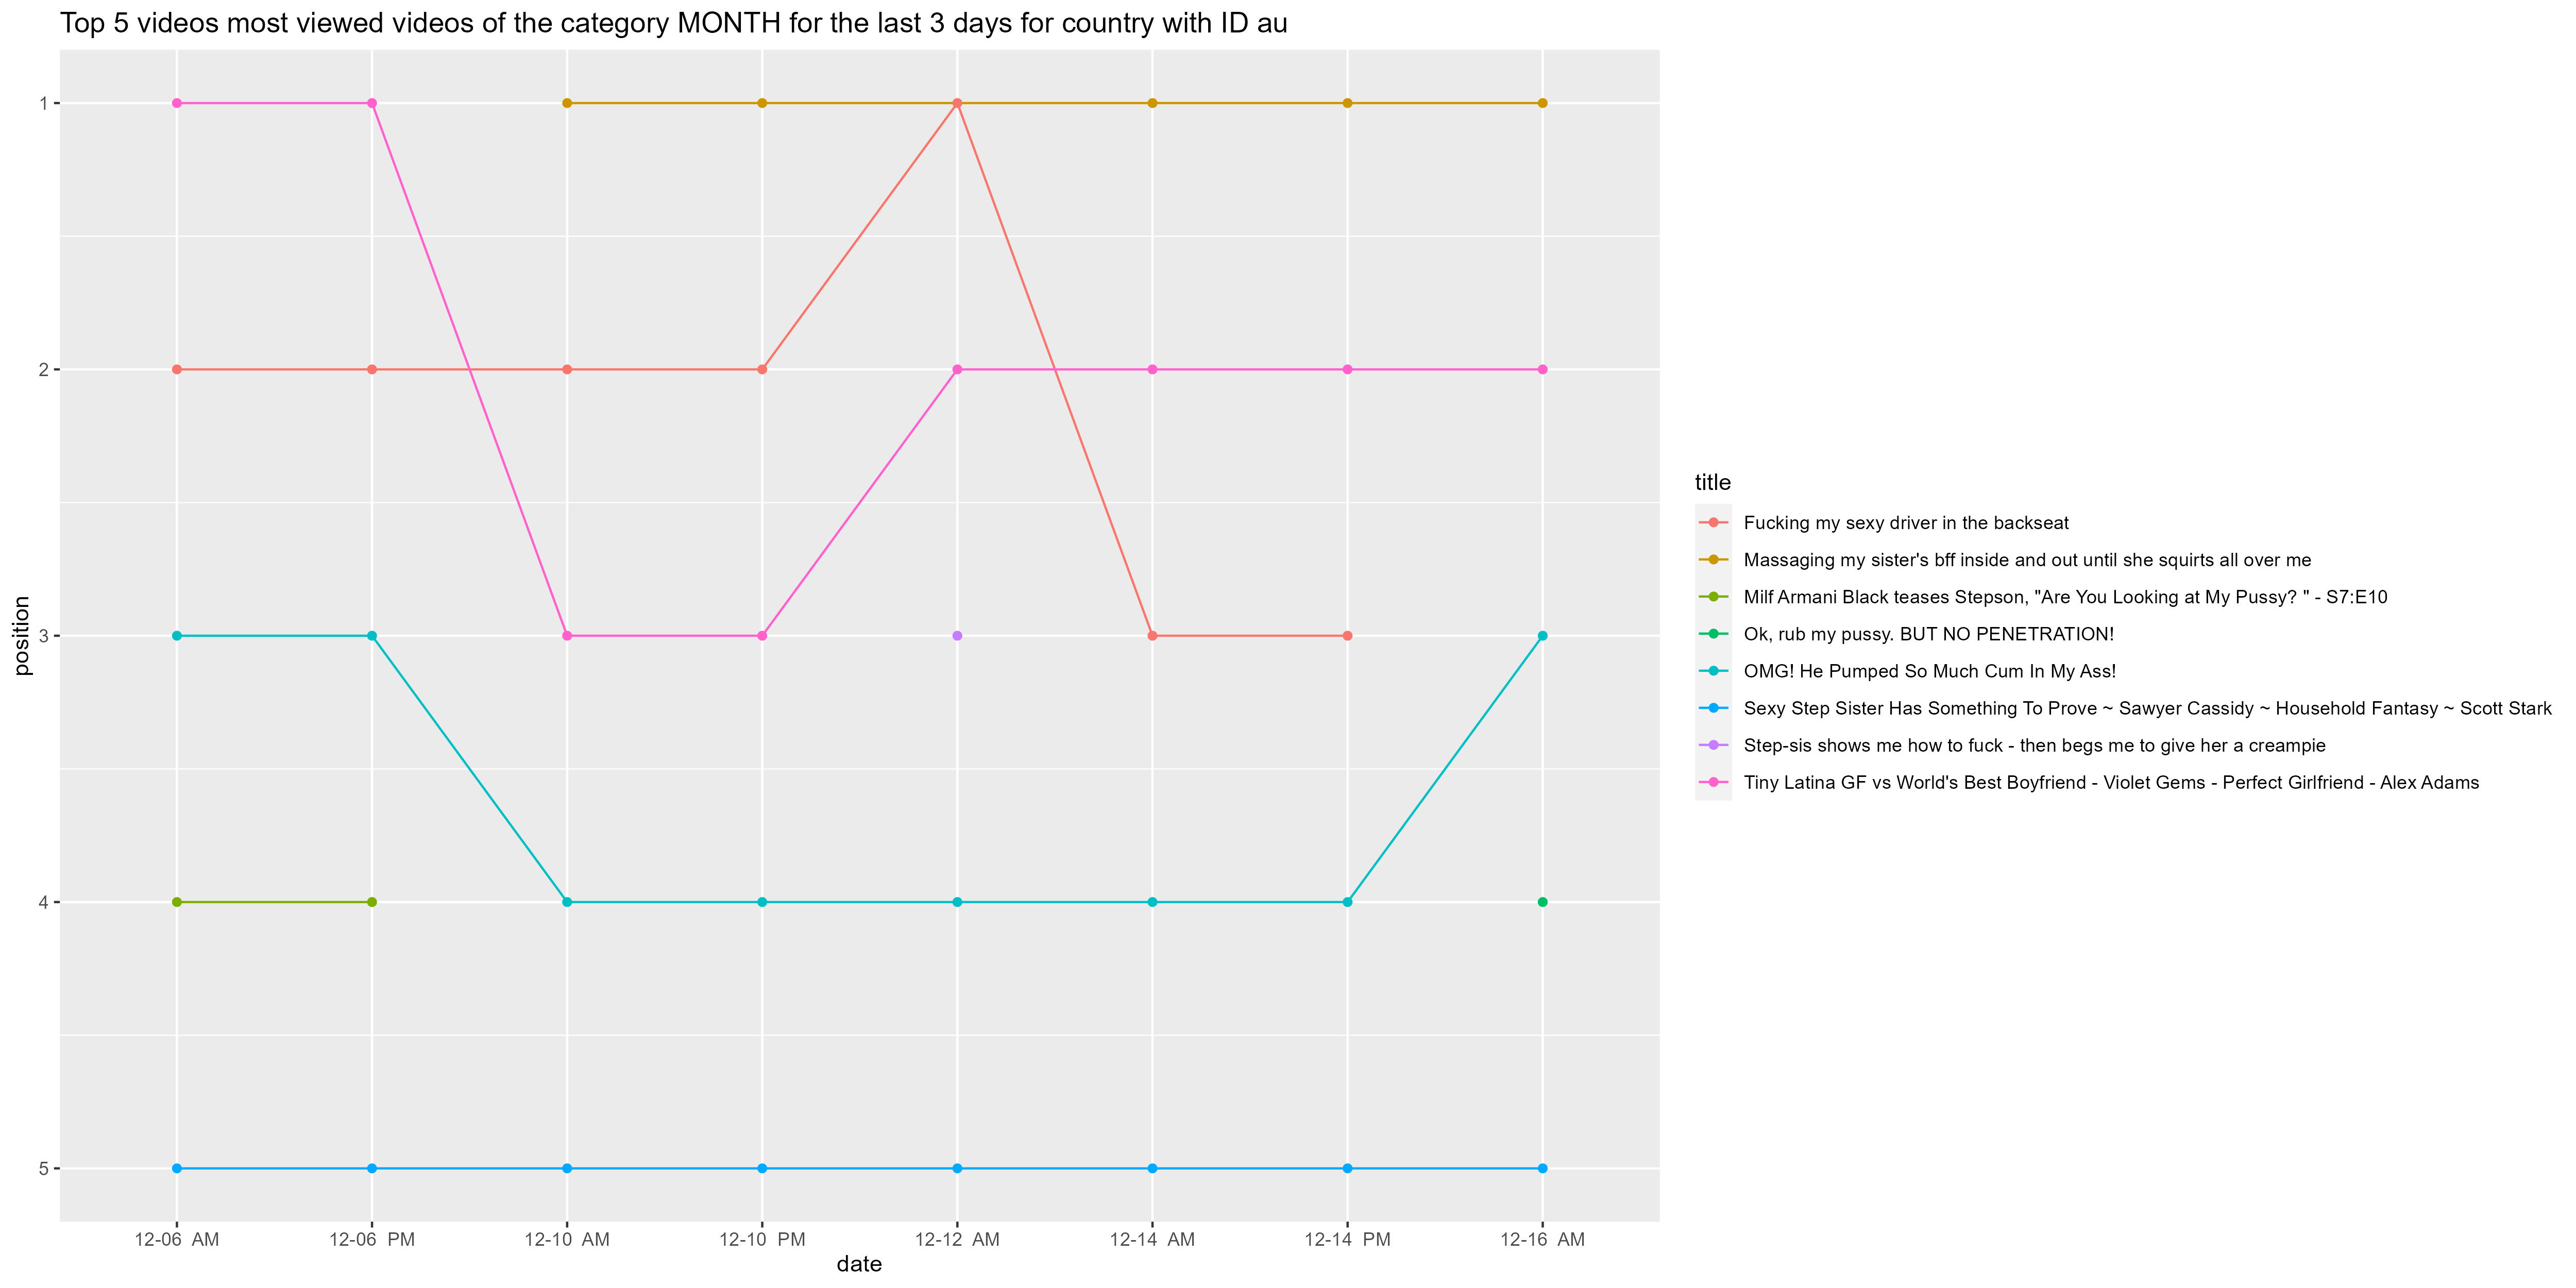 Top 5 videos most viewed videos of the category MONTH for the last 3 days for country with ID au
1
2
3
4
5
position
12-06 AM
12-06 PM
12-10 AM
12-10 PM
12-12 AM
12-14 AM
12-14 PM
12-16 AM
date
title
Fucking my sexy driver in the backseat
Massaging my sister's bff inside and out until she squirts all over me
Milf Armani Black teases Stepson, "Are You Looking at My Pussy? " - S7:E10
Ok, rub my pussy. BUT NO PENETRATION!
OMG! He Pumped So Much Cum In My Ass!
Sexy Step Sister Has Something To Prove ~ Sawyer Cassidy ~ Household Fantasy ~ Scott Stark
Step-sis shows me how to fuck - then begs me to give her a creampie
Tiny Latina GF vs World's Best Boyfriend - Violet Gems - Perfect Girlfriend - Alex Adams